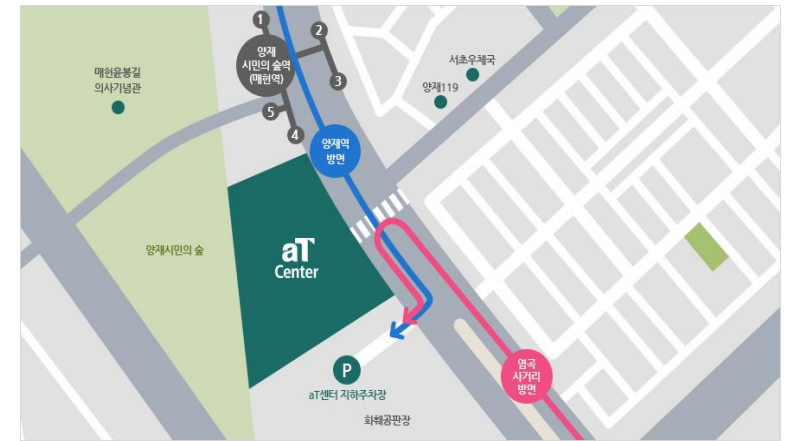 1
2
양재
시민의 숲역
(매헌역)
3
5
4
매헌윤봉길
의사기념관
서초우체국
양재119
양재역
방면
양재시민의 숲
aT
Center
P
aT센터 지하주차장
화훼공판장
염곡
사거리
방면